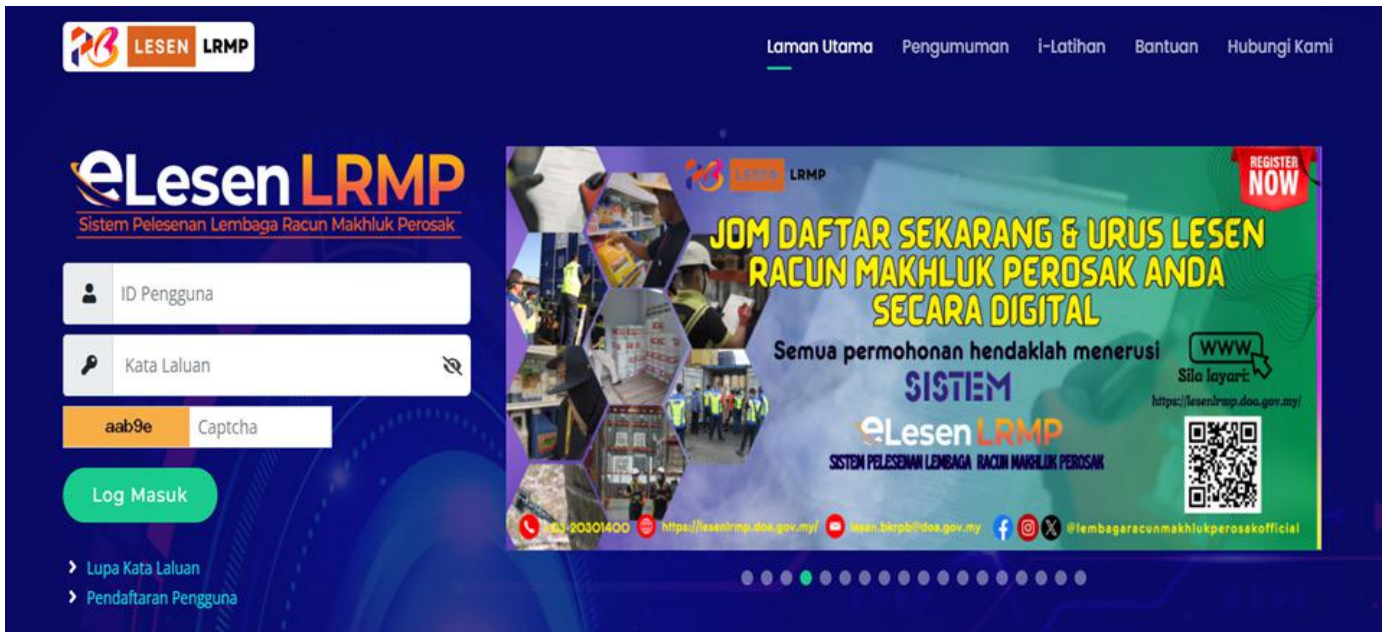 LESEN LRMP
Laman Utama Pengumuman i-Latihan Bantuan Hubungi Kami
eLesen LRMP
Sistem Pelesenan Lembaga Racun Makhluk Perosak
ID Pengguna
Kata Laluan
aab9e Captcha
Log Masuk
Lupa Kata Laluan
Pendaftaran Pengguna
LESEN LRMP
REGISTER
NOW
JOM DAFTAR SEKARANG & URUS LESEN
RACUN MAKHLUK PEROSAK ANDA
SECARA DIGITAL
Semua permohonan hendaklah menerusi
SISTEM
eLesen LRMP
SISTEM PELESENAN LEMBAGA RACUN MAKHLUK PEROSAK
WWW
Sila layari:
https://lesenlrmp.doa.gov.my/
03-20301400 https://lesenlrmp.doa.gov.my/ lesen.bkrpb@doa.gov.my @lembagaracunmakhlukperosakofficial